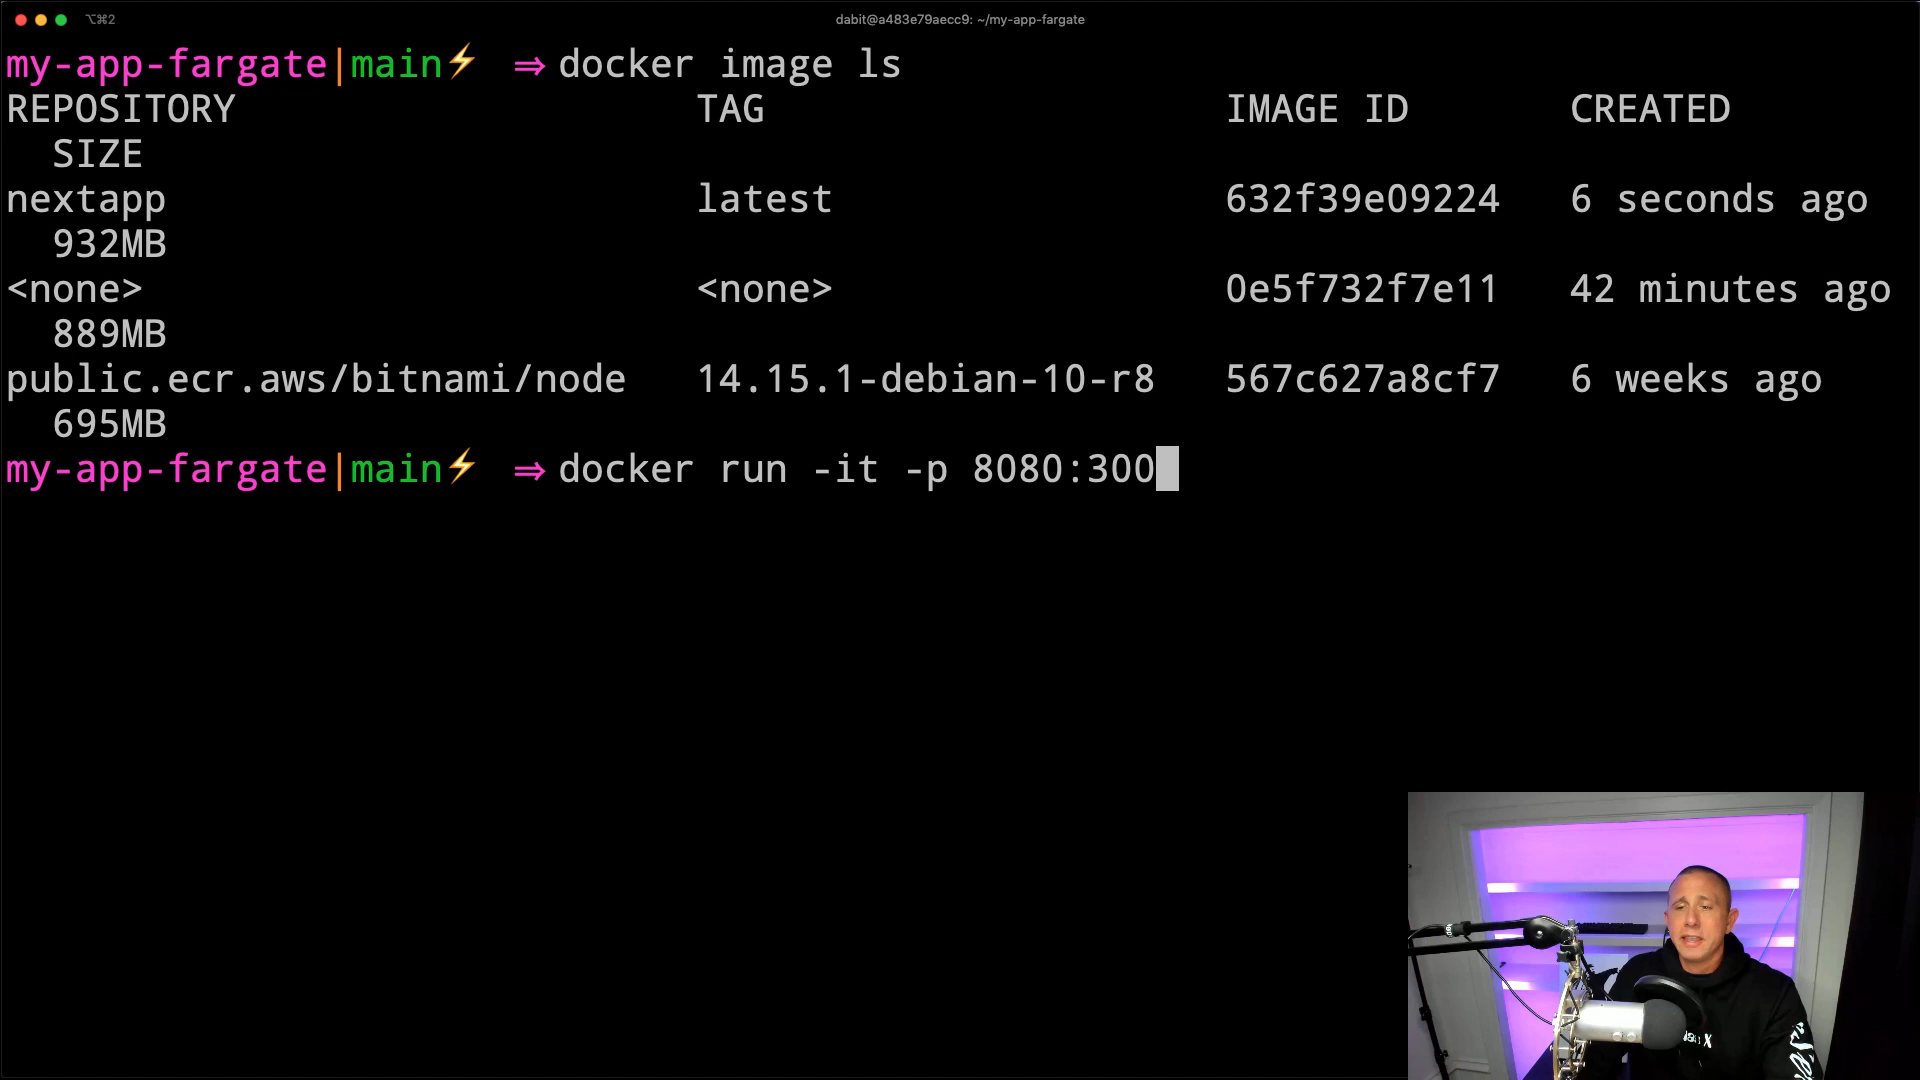 ⌥⌘2
dabit@a483e79aecc9: ~/my-app-fargate
my-app-fargate|main⚡ ⇒ docker image ls
REPOSITORY TAG IMAGE ID CREATED
SIZE
nextapp latest 632f39e09224 6 seconds ago
932MB
<none> <none> 0e5f732f7e11 42 minutes ago
889MB
public.ecr.aws/bitnami/node 14.15.1-debian-10-r8 567c627a8cf7 6 weeks ago
695MB
my-app-fargate|main⚡ ⇒ docker run -it -p 8080:300